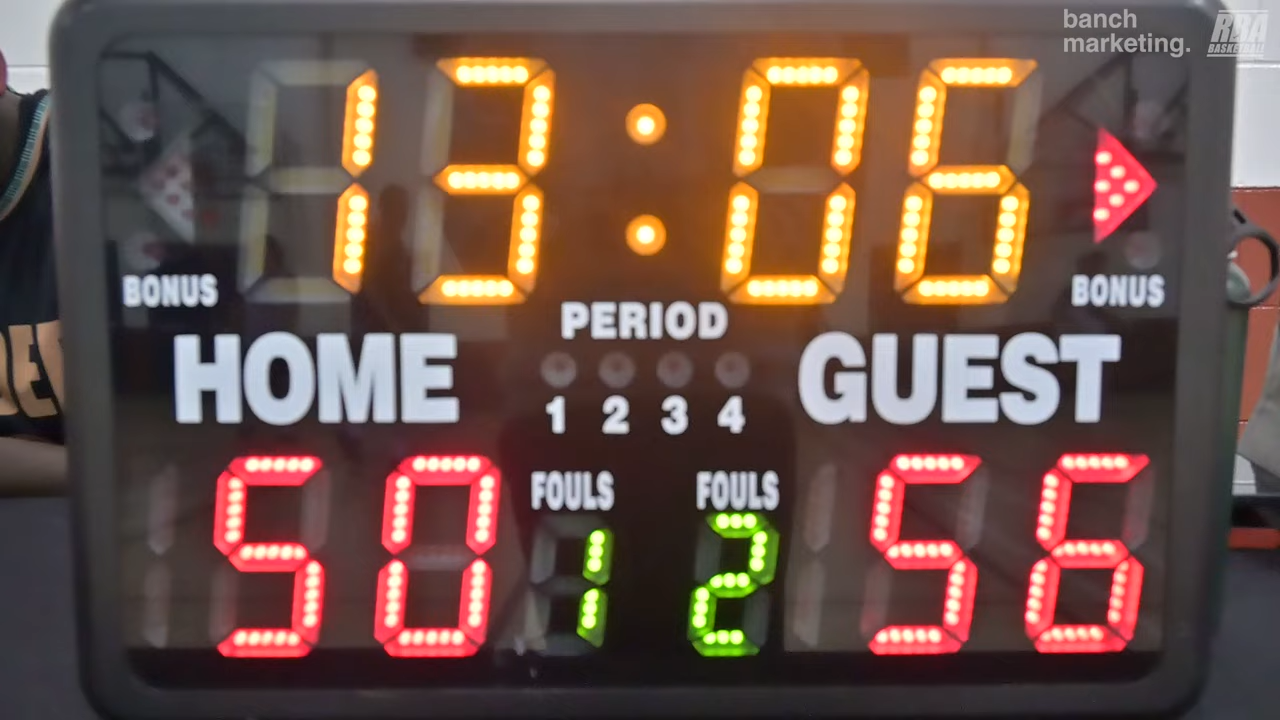 banch
marketing.
RBA
BASKETBALL
13:06
BONUS
BONUS
PERIOD
HOME
GUEST
1 2 3 4
FOULS
FOULS
50
1
2
56